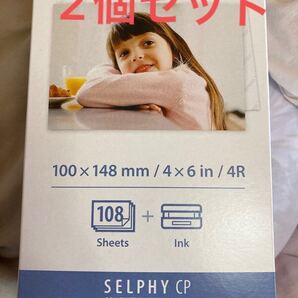 2個セット
100 × 148 mm / 4 × 6 in / 4R
108
+
Sheets
Ink
SELPHY CP